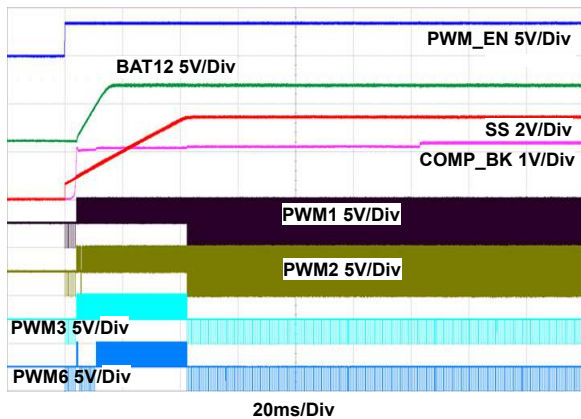 PWM_EN 5V/Div
BAT12 5V/Div
SS 2V/Div
COMP_BK 1V/Div
PWM1 5V/Div
PWM2 5V/Div
PWM3 5V/Div
PWM6 5V/Div
20ms/Div